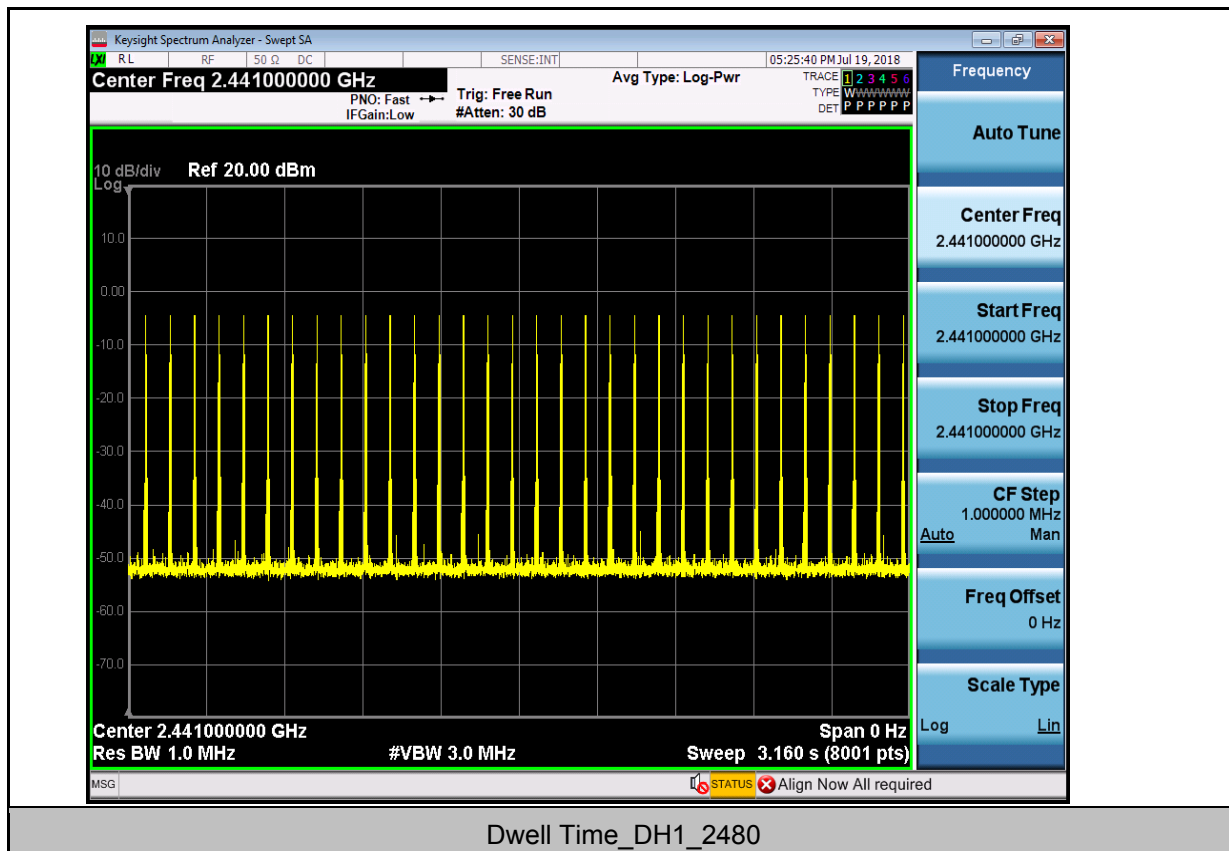 Keysight Spectrum Analyzer - Swept SA
LXI RL RF 50 Ω DC SENSE:INT 05:25:40 PM Jul 19, 2018
Center Freq 2.441000000 GHz
PNO: Fast
IFGain:Low
Trig: Free Run
#Atten: 30 dB
Avg Type: Log-Pwr
TRACE 1 2 3 4 5 6
TYPE WWWWWW
DET P P P P P P
10 dB/div Ref 20.00 dBm
Log
10.0
0.00
-10.0
-20.0
-30.0
-40.0
-50.0
-60.0
-70.0
Center 2.441000000 GHz Span 0 Hz
Res BW 1.0 MHz #VBW 3.0 MHz Sweep 3.160 s (8001 pts)
MSG STATUS Align Now All required
Frequency
Auto Tune
Center Freq
2.441000000 GHz
Start Freq
2.441000000 GHz
Stop Freq
2.441000000 GHz
CF Step
1.000000 MHz
Auto Man
Freq Offset
0 Hz
Scale Type
Log Lin
Dwell Time_DH1_2480